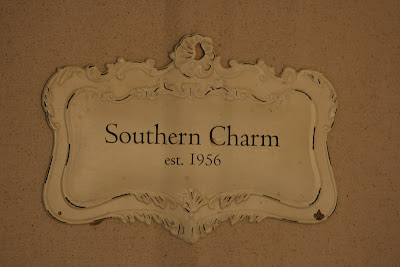 Southern Charm
est. 1956